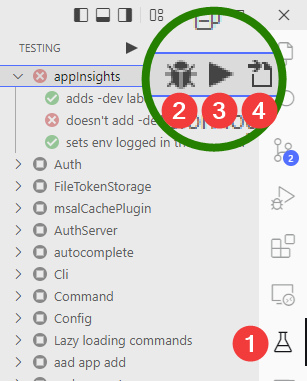 TESTING
appInsights
adds -dev lab
2 3 4
doesn't add -de
sets env logged in th
2
Auth
FileTokenStorage
msalCachePlugin
AuthServer
autocomplete
Cli
Command
Config
Lazy loading commands
1
aad app add